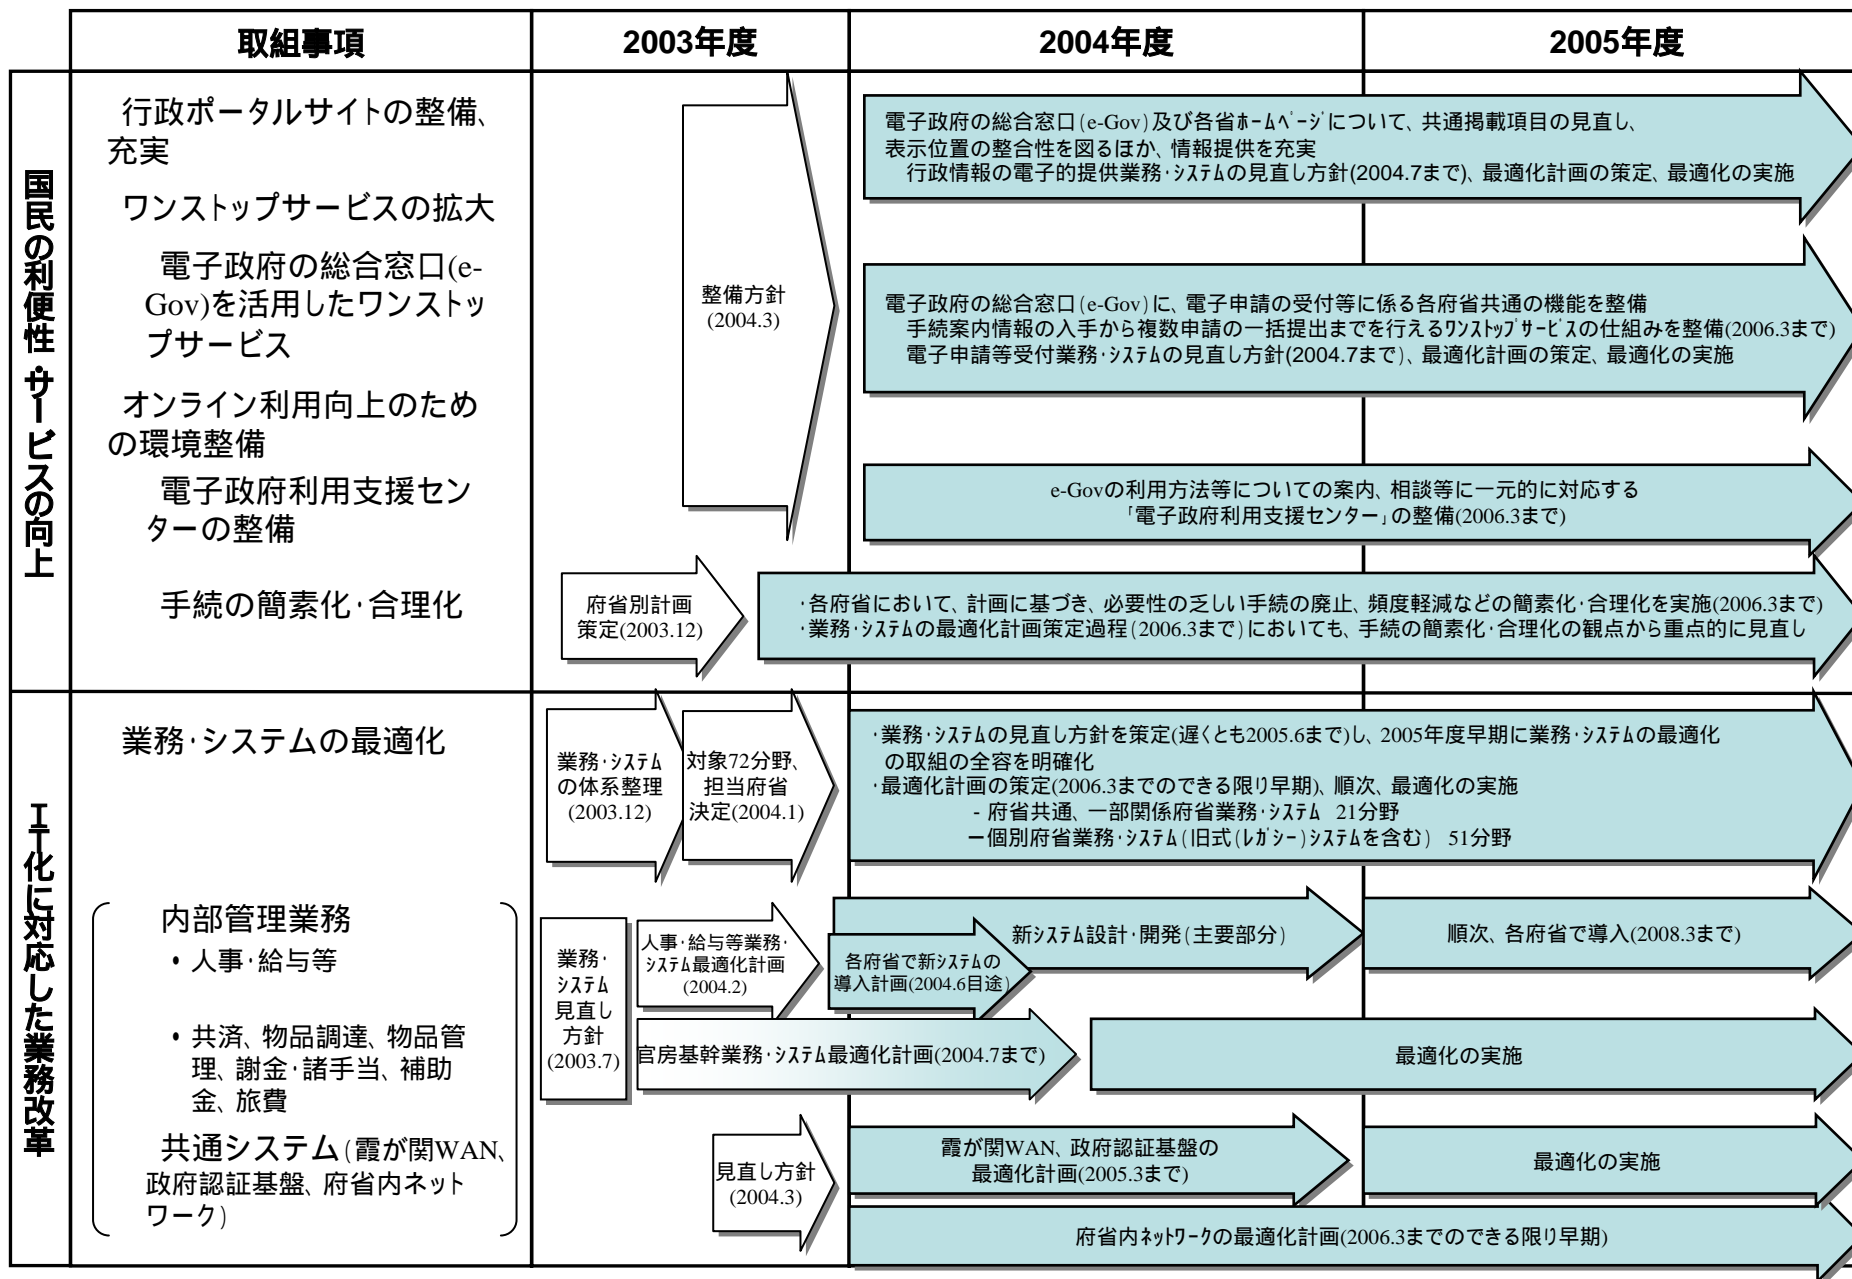 取組事項
2003年度
2004年度
2005年度
国民の利便性・サービスの向上
行政ポータルサイトの整備、
充実
ワンストップサービスの拡大
電子政府の総合窓口(e-
Gov)を活用したワンストッ
プサービス
オンライン利用向上のため
の環境整備
電子政府利用支援セン
ターの整備
手続の簡素化・合理化
整備方針
(2004.3)
電子政府の総合窓口(e-Gov)及び各省ﾎｰﾑﾍﾟｰｼﾞについて、共通掲載項目の見直し、
表示位置の整合性を図るほか、情報提供を充実
行政情報の電子的提供業務・ｼｽﾃﾑの見直し方針(2004.7まで)、最適化計画の策定、最適化の実施
電子政府の総合窓口(e-Gov)に、電子申請の受付等に係る各府省共通の機能を整備
手続案内情報の入手から複数申請の一括提出までを行えるﾜﾝｽﾄｯﾌﾟｻｰﾋﾞｽの仕組みを整備(2006.3まで)
電子申請等受付業務・ｼｽﾃﾑの見直し方針(2004.7まで)、最適化計画の策定、最適化の実施
e-Govの利用方法等についての案内、相談等に一元的に対応する
「電子政府利用支援センター」の整備(2006.3まで)
府省別計画
策定(2003.12)
・各府省において、計画に基づき、必要性の乏しい手続の廃止、頻度軽減などの簡素化・合理化を実施(2006.3まで)
・業務・ｼｽﾃﾑの最適化計画策定過程(2006.3まで)においても、手続の簡素化・合理化の観点から重点的に見直し
ＩＴ化に対応した業務改革
業務・システムの最適化
業務・ｼｽﾃﾑ
の体系整理
(2003.12)
対象72分野、
担当府省
決定(2004.1)
・業務・ｼｽﾃﾑの見直し方針を策定(遅くとも2005.6まで)し、2005年度早期に業務・ｼｽﾃﾑの最適化
の取組の全容を明確化
・最適化計画の策定(2006.3までのできる限り早期)、順次、最適化の実施
- 府省共通、一部関係府省業務・ｼｽﾃﾑ 21分野
ー個別府省業務・ｼｽﾃﾑ(旧式(ﾚｶﾞｼｰ)ｼｽﾃﾑを含む) 51分野
内部管理業務
• 人事・給与等
• 共済、物品調達、物品管
理、謝金・諸手当、補助
金、旅費
共通システム(霞が関WAN、
政府認証基盤、府省内ネット
ワーク)
業務・
ｼｽﾃﾑ
見直し
方針
(2003.7)
人事・給与等業務・
ｼｽﾃﾑ最適化計画
(2004.2)
各府省で新ｼｽﾃﾑの
導入計画(2004.6目途)
新ｼｽﾃﾑ設計・開発(主要部分)
順次、各府省で導入(2008.3まで)
官房基幹業務・ｼｽﾃﾑ最適化計画(2004.7まで)
最適化の実施
見直し方針
(2004.3)
霞が関WAN、政府認証基盤の
最適化計画(2005.3まで)
最適化の実施
府省内ﾈｯﾄﾜｰｸの最適化計画(2006.3までのできる限り早期)